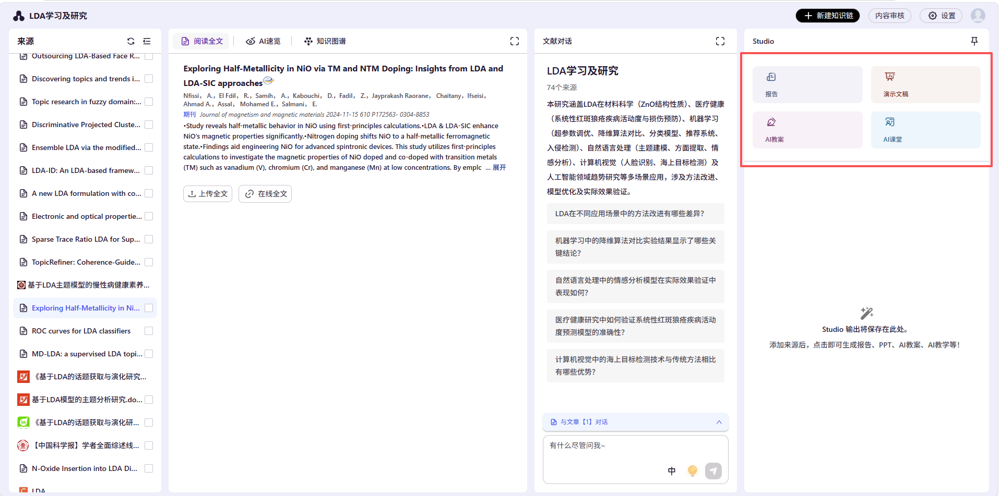 LDA学习及研究
新建知识链
内容审核
设置
来源
Outsourcing LDA-Based Face R...
Discovering topics and trends i...
Topic research in fuzzy domain:...
Discriminative Projected Cluste...
Ensemble LDA via the modified...
LDA-ID: An LDA-based framew...
A new LDA formulation with co...
Electronic and optical propertie...
Sparse Trace Ratio LDA for Sup...
TopicRefiner: Coherence-Guide...
基于LDA主题模型的慢性病健康素养...
Exploring Half-Metallicity in Ni...
ROC curves for LDA classifiers
MD-LDA: a supervised LDA topi...
《基于LDA的话题获取与演化研究...
基于LDA模型的主题分析研究.do...
《基于LDA的话题获取与演化研...
【中国科学报】学者全面综述线...
N-Oxide Insertion into LDA Di...
LDA
阅读全文
AI速览
知识图谱
Exploring Half-Metallicity in NiO via TM and NTM Doping: Insights from LDA and
LDA-SIC approaches
Nfissi， A.，El Fdil， R.，Samih， A.，Kabouchi， D.，Fadil， Z.，Jayprakash Raorane， Chaitany，Ifseisi，
Ahmad A.，Assal， Mohamed E.，Salmani， E.
期刊 Journal of magnetism and magnetic materials 2024-11-15 610 P172563- 0304-8853
•Study reveals half-metallic behavior in NiO using first-principles calculations.•LDA & LDA-SIC enhance
NiO's magnetic properties significantly.•Nitrogen doping shifts NiO to a half-metallic ferromagnetic
state.•Findings aid engineering NiO for advanced spintronic devices. This study utilizes first-principles
calculations to investigate the magnetic properties of NiO doped and co-doped with transition metals
(TM) such as vanadium (V), chromium (Cr), and manganese (Mn) at low concentrations. By emplc ... 展开
上传全文
在线全文
文献对话
LDA学习及研究
74个来源
本研究涵盖LDA在材料科学（ZnO结构性质）、医疗健康
（系统性红斑狼疮疾病活动度与损伤预防）、机器学习
（超参数调优、降维算法对比、分类模型、推荐系统、
入侵检测）、自然语言处理（主题建模、方面提取、情
感分析）、计算机视觉（人脸识别、海上目标检测）及
人工智能领域趋势研究等多场景应用，涉及方法改进、
模型优化及实际效果验证。
LDA在不同应用场景中的方法改进有哪些差异？
机器学习中的降维算法对比实验结果显示了哪些关
键结论？
自然语言处理中的情感分析模型在实际效果验证中
表现如何？
医疗健康研究中如何验证系统性红斑狼疮疾病活动
度预测模型的准确性？
计算机视觉中的海上目标检测技术与传统方法相比
有哪些优势？
与文章【1】对话
有什么尽管问我~
中
Studio
报告
演示文稿
AI教案
AI课堂
Studio 输出将保存在此处。
添加来源后，点击即可生成报告、PPT、AI教案、AI教学等！